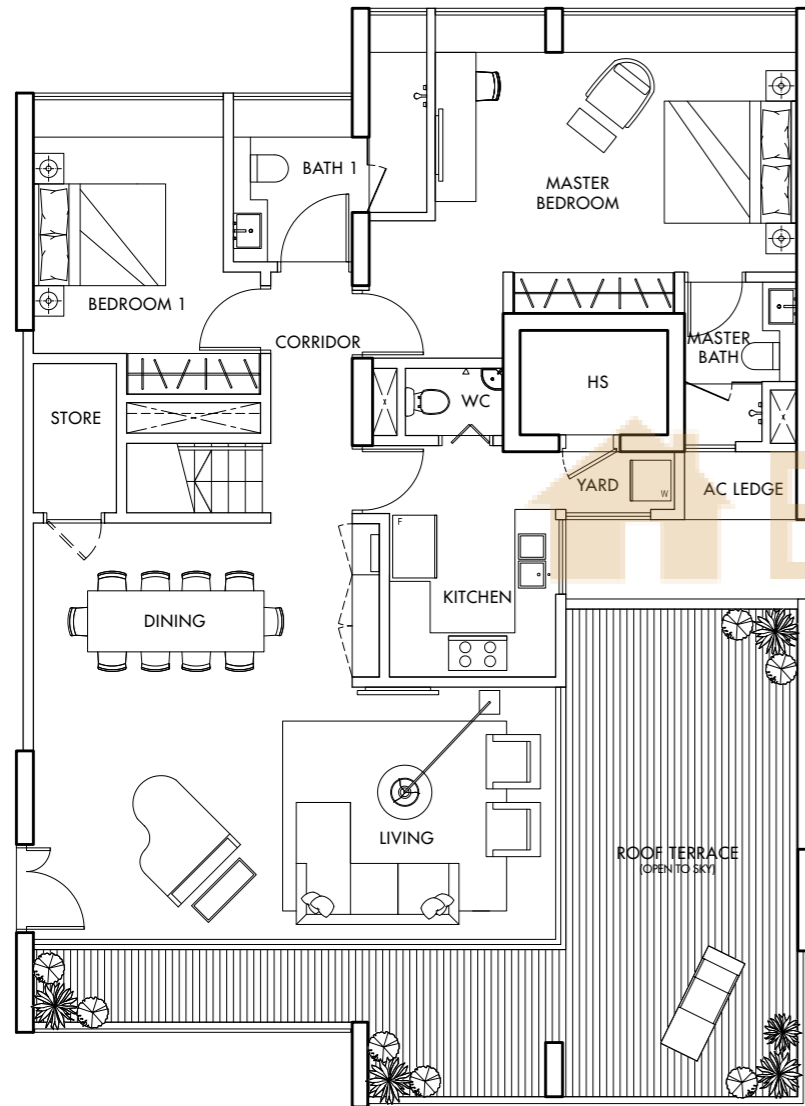 BATH 1
MASTER
BEDROOM
BEDROOM 1
CORRIDOR
MASTER
BATH
HS
WC
STORE
YARD
W
AC LEDGE
F
KITCHEN
DINING
LIVING
ROOF TERRACE
(OPEN TO SKY)